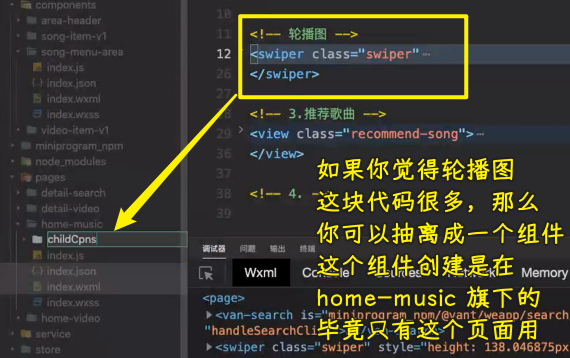 components
area-header
song-item-v1
song-menu-area
index.js
index.json
index.wxml
index.wxss
video-item-v1
miniprogram_npm
node_modules
pages
detail-search
detail-video
home-music
childCpns
index.js
index.json
index.wxml
index.wxss
home-video
service
store
10
11
<!-- 轮播图 -->
12
<swiper class="swiper"
26
</swiper>
28
<!-- 3.推荐歌曲 -->
29
<view class="recommend-song">
36
</view>
38
<!-- 4.
39
如果你觉得轮播图
这块代码很多，那么
你可以抽离成一个组件
这个组件创建是在
home-music 旗下的
毕竟只有这个页面用
调试器 问题 输出 终端
Wxml Memory
<page>
<van-search is="miniprogram_npm/@vant/weapp/search
"handleSearchCli
<swiper class="swiper" style="height: 138.046875px